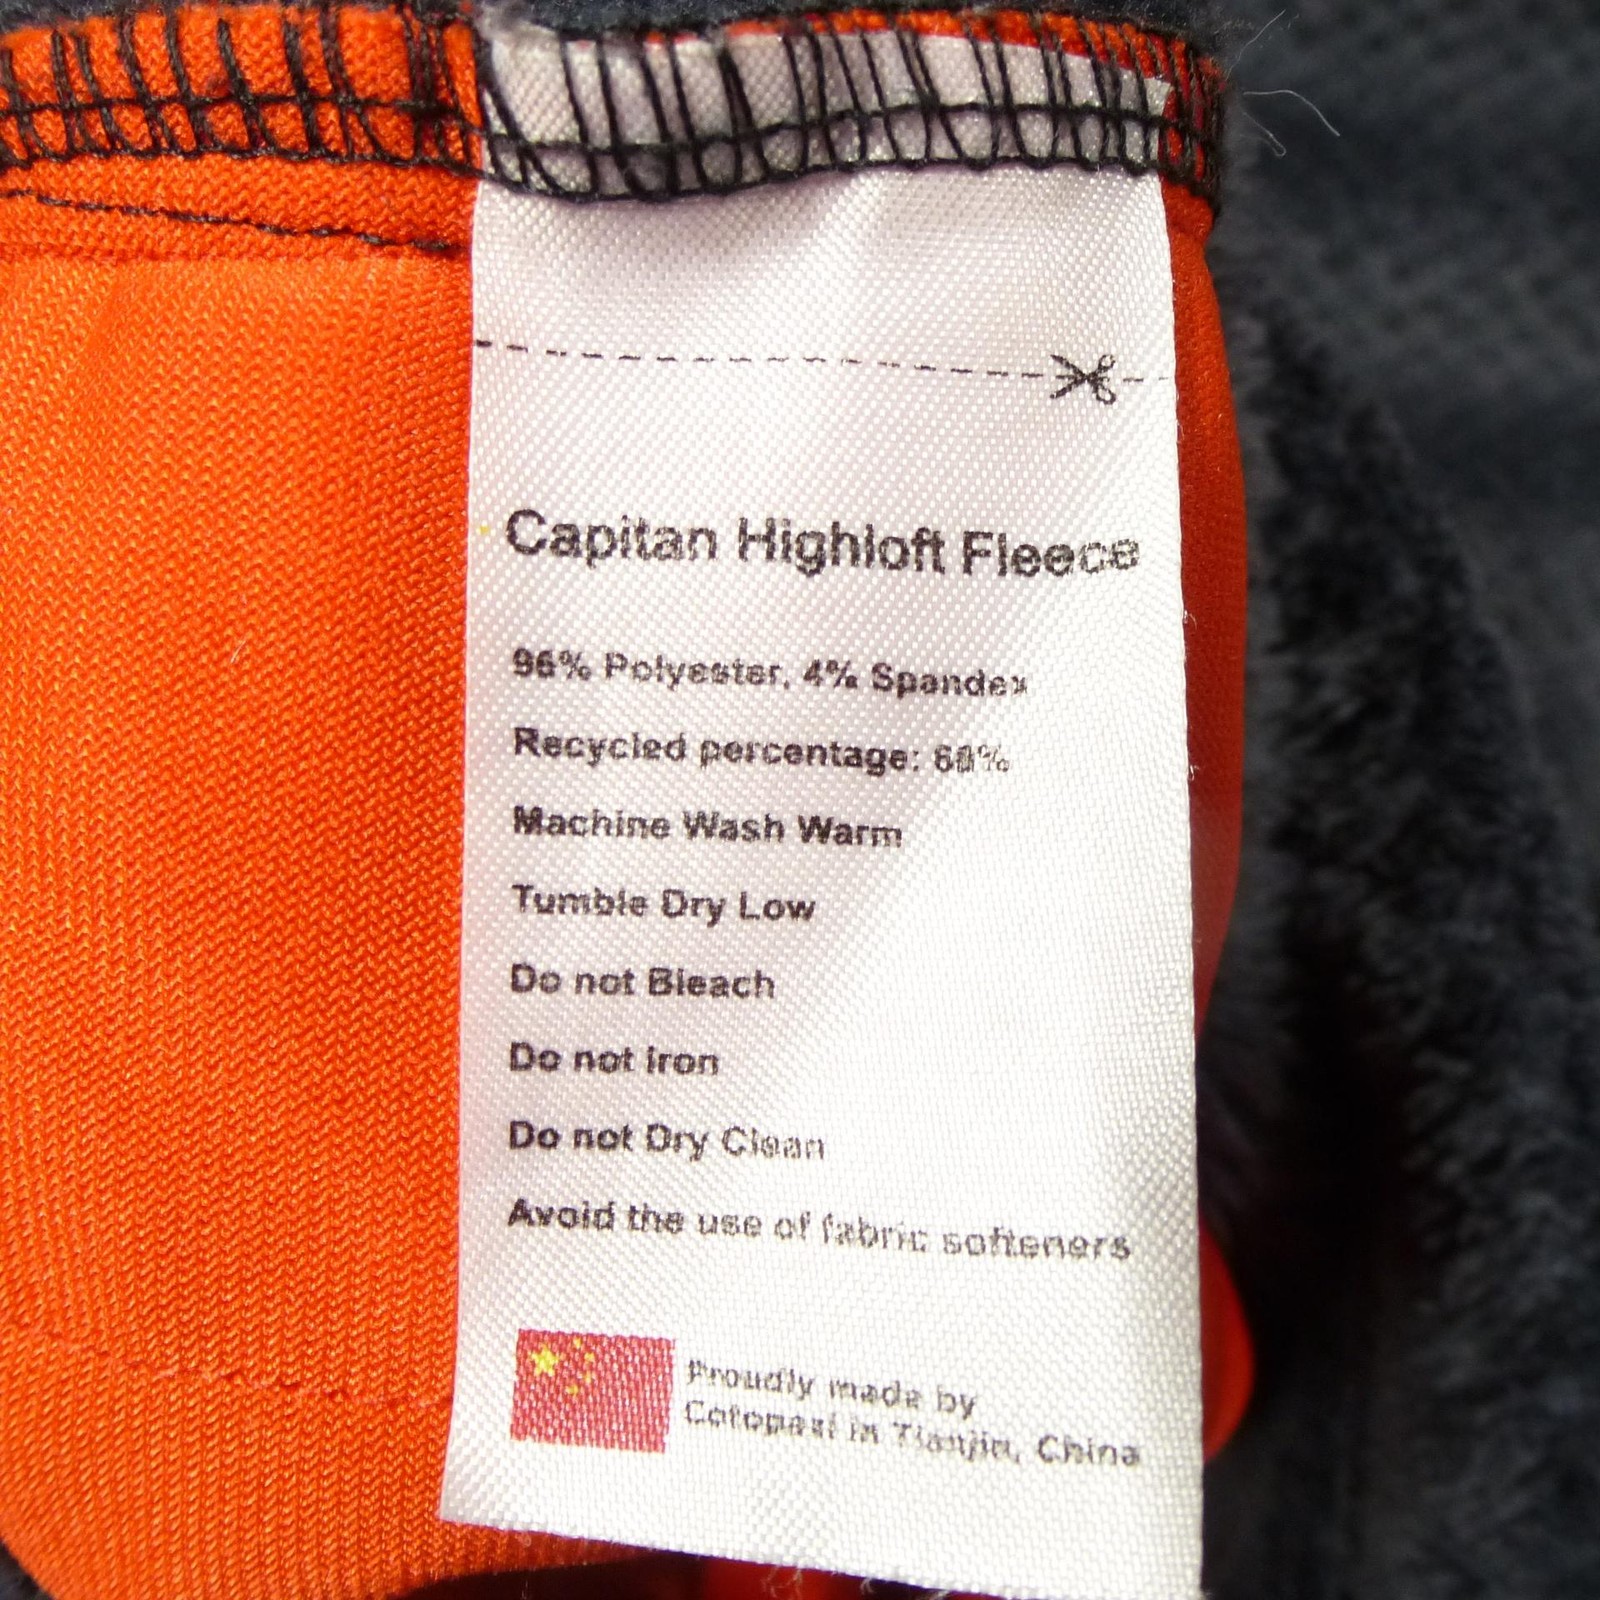 Capitan Highloft Fleece
96% Polyester, 4% Spandex
Recycled percentage:
Machine Wash Warm
Tumble Dry Low
Do not Bleach
Do not Iron
Do not Dry Clean
Avoid the use of fabric softeners
Proudly made by
Cotopaxi in Tianjin, China